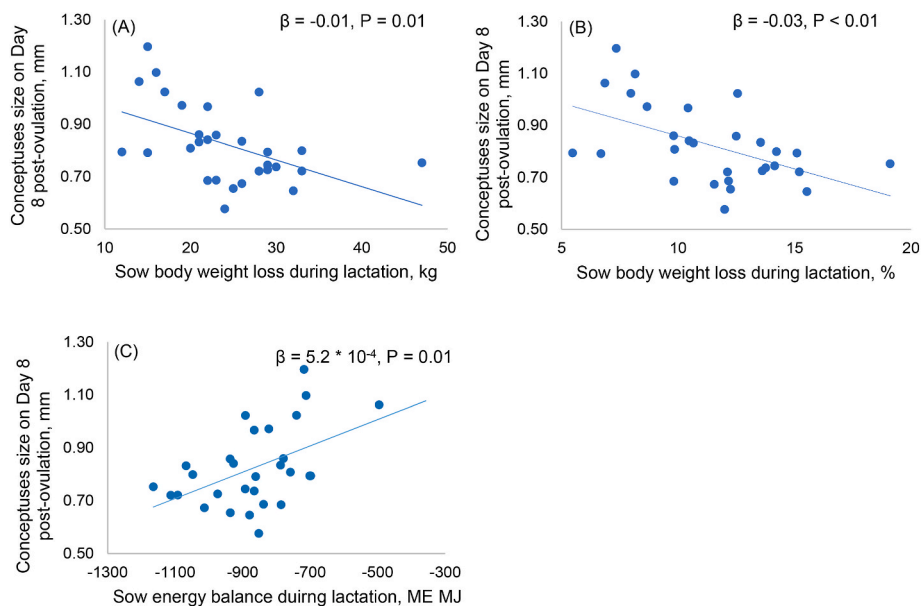 (A)
β = -0.01, P = 0.01
Conceptuses size on Day
8 post-ovulation, mm
1.30
1.10
0.90
0.70
0.50
10
20
30
40
50
Sow body weight loss during lactation, kg
(B)
β = -0.03, P < 0.01
Conceptuses size on Day 8
post-ovulation, mm
1.30
1.10
0.90
0.70
0.50
5
10
15
20
Sow body weight loss during lactation, %
(C)
β = 5.2 * 10⁻⁴, P = 0.01
Conceptuses size on Day 8
post-ovulation, mm
1.30
1.10
0.90
0.70
0.50
-1300
-1100
-900
-700
-500
-300
Sow energy balance duirng lactation, ME MJ